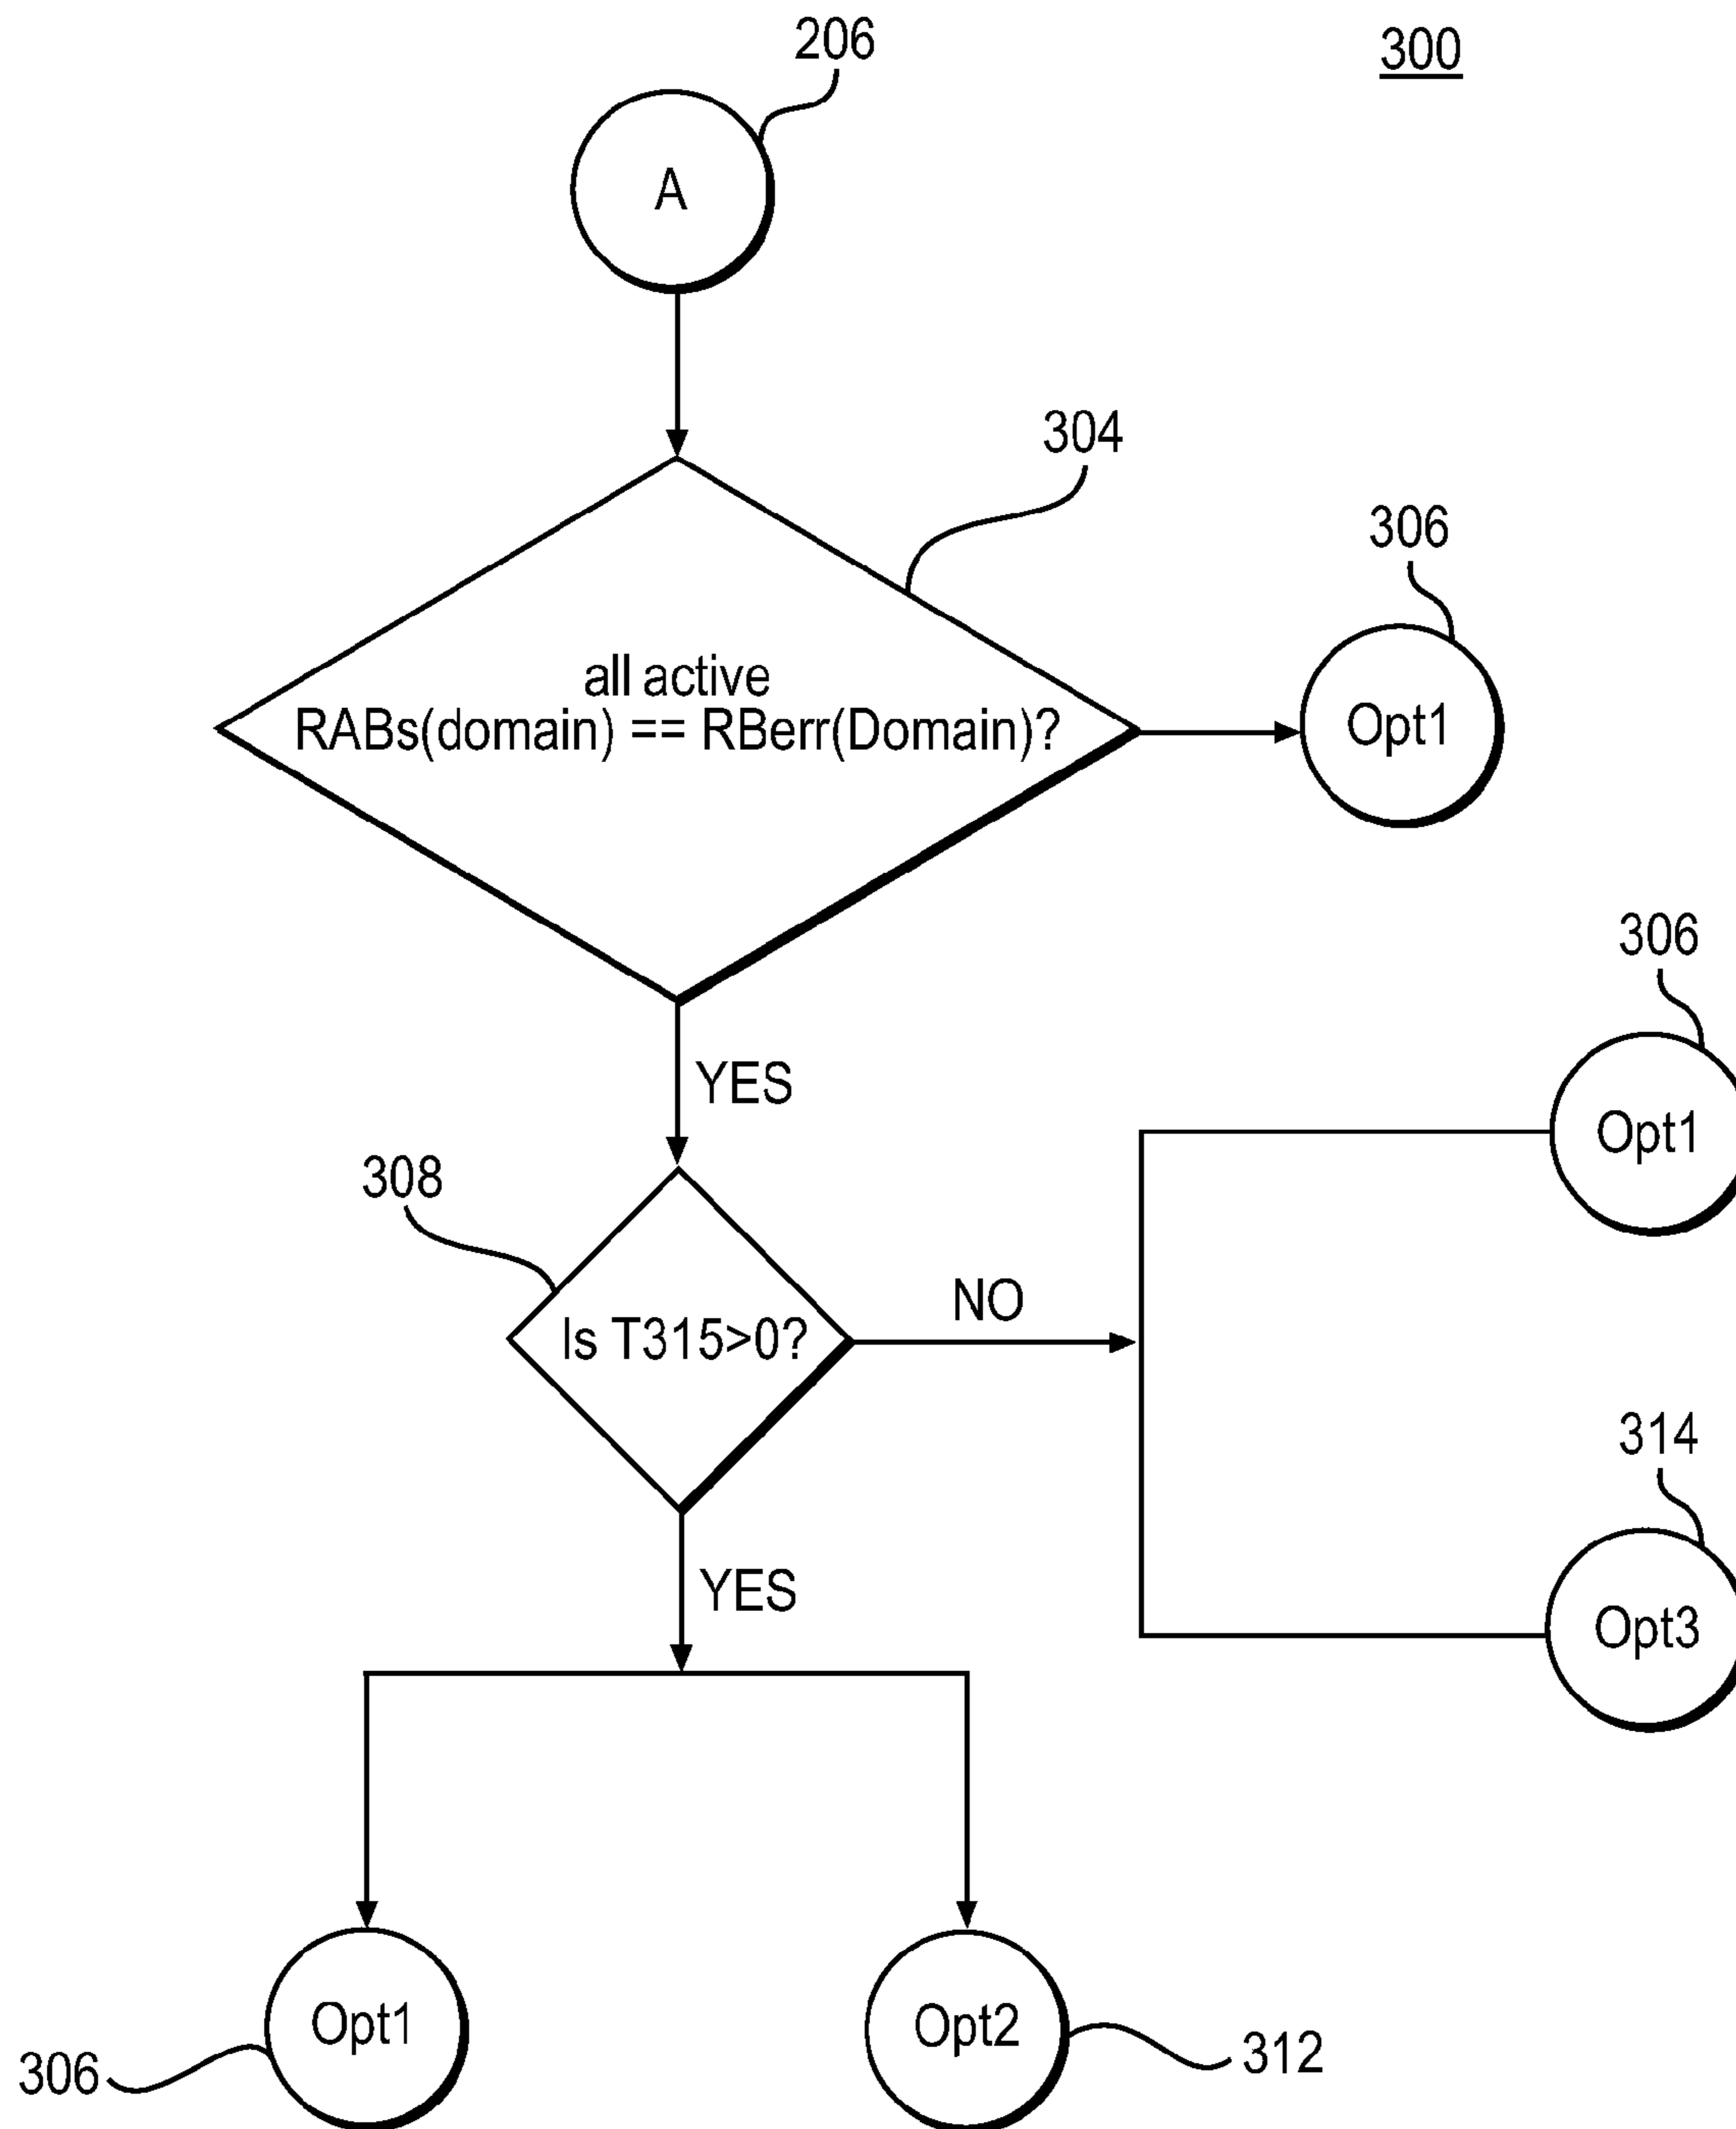 206
300
A
304
306
all active
RABs(domain) == RBerr(Domain)?
Opt1
306
YES
Opt1
308
NO
Is T315>0?
314
YES
Opt3
Opt1
Opt2
306
312